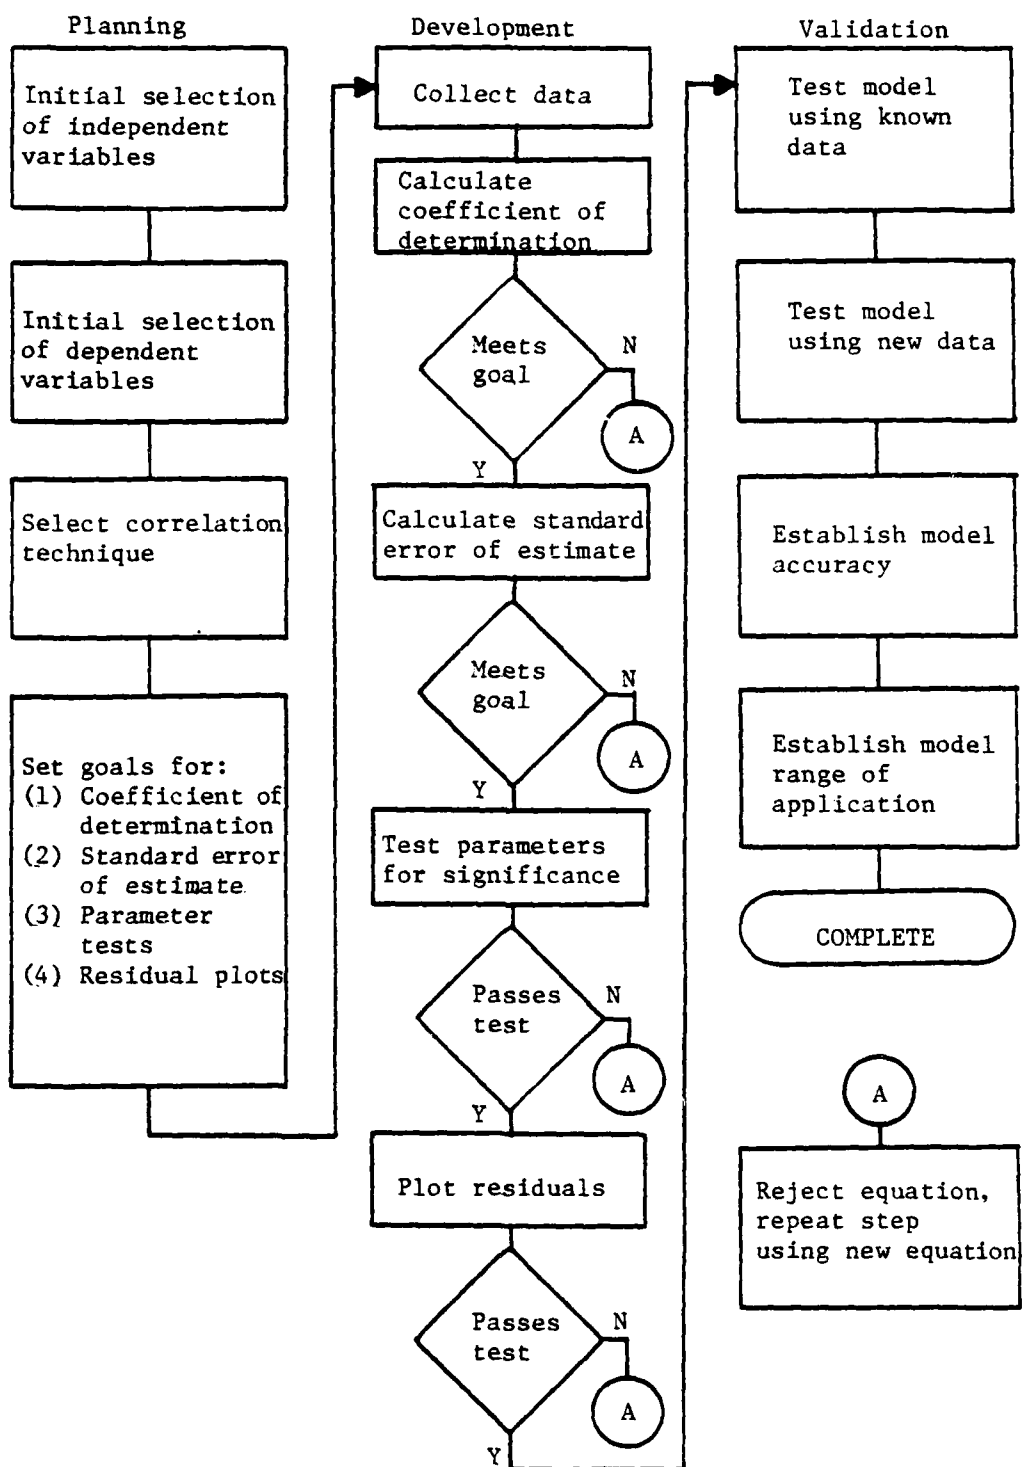 Planning
Initial selection
of independent
variables
Initial selection
of dependent
variables
Select correlation
technique
Set goals for:
(1) Coefficient of
determination
(2) Standard error
of estimate
(3) Parameter
tests
(4) Residual plots
Development
Collect data
Calculate
coefficient of
determination
Meets
goal
N
A
Y
Calculate standard
error of estimate
Meets
goal
N
A
Y
Test parameters
for significance
Passes
test
N
A
Y
Plot residuals
Passes
test
N
A
Y
Validation
Test model
using known
data
Test model
using new data
Establish model
accuracy
Establish model
range of
application
COMPLETE
A
Reject equation,
repeat step
using new equation